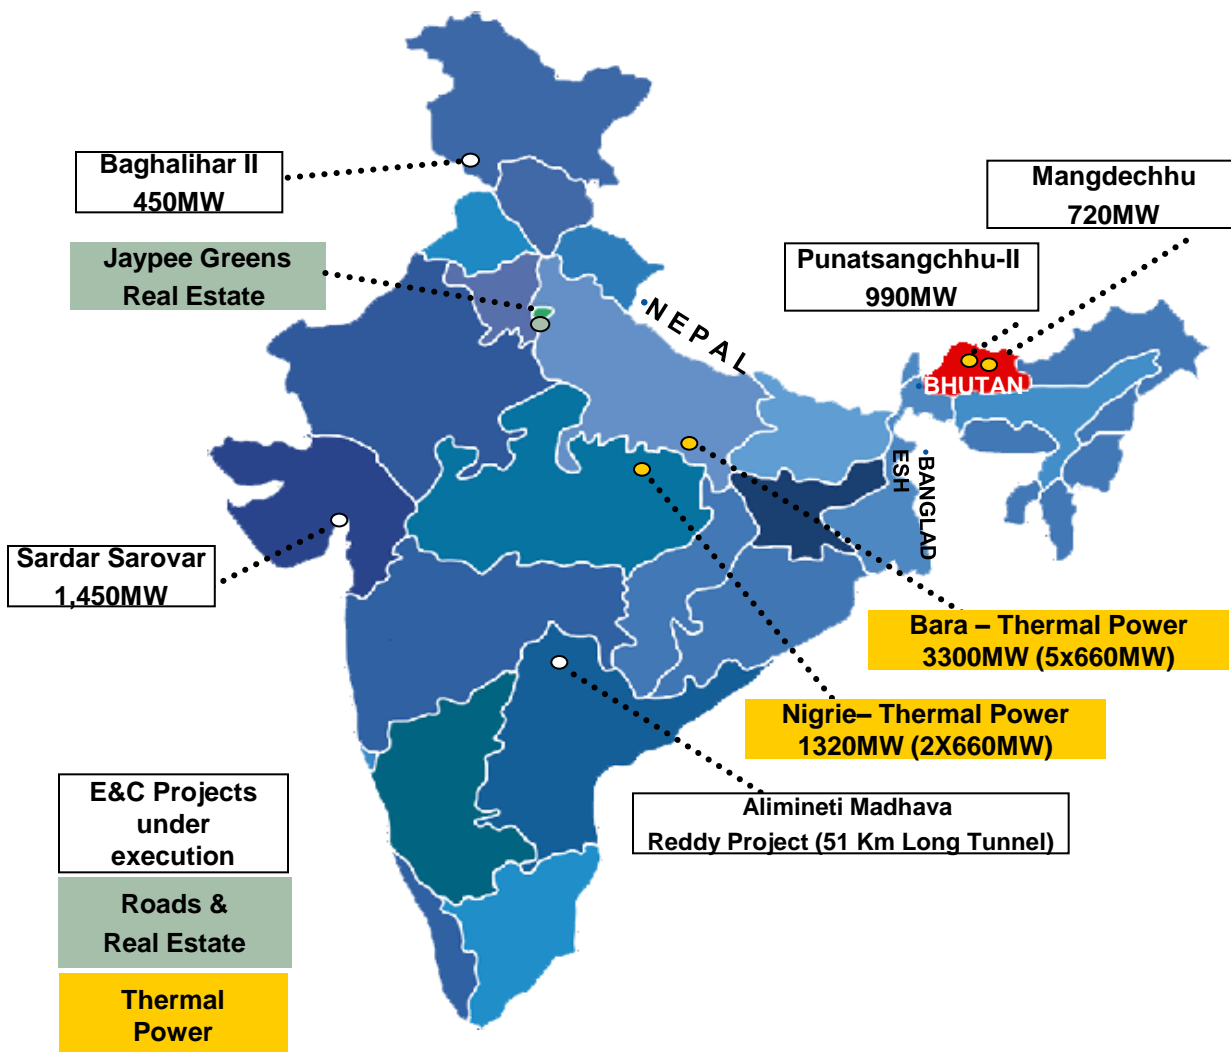 Baghalihar II
450MW
Jaypee Greens
Real Estate
Mangdechhu
720MW
Punatsangchhu-II
990MW
NEPAL
BHUTAN
BANGLAD
ESH
Sardar Sarovar
1,450MW
Bara – Thermal Power
3300MW (5x660MW)
Nigrie– Thermal Power
1320MW (2X660MW)
Alimineti Madhava
Reddy Project (51 Km Long Tunnel)
E&C Projects
under
execution
Roads &
Real Estate
Thermal
Power